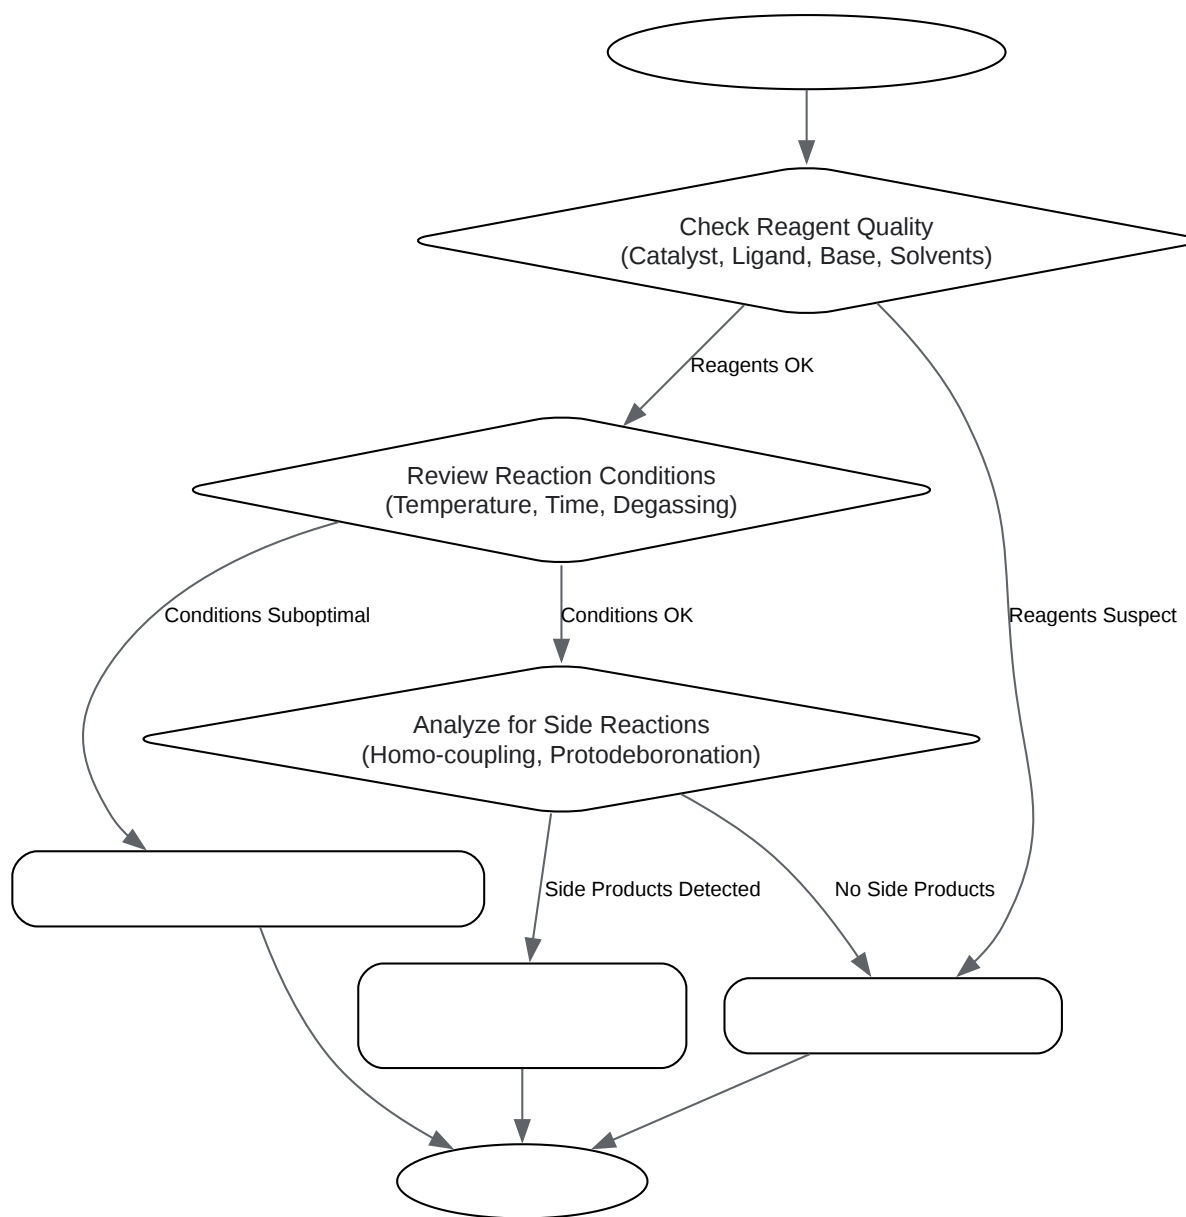 Check Reagent Quality
(Catalyst, Ligand, Base, Solvents)
Reagents OK
Review Reaction Conditions
(Temperature, Time, Degassing)
Conditions Suboptimal
Conditions OK
Reagents Suspect
Analyze for Side Reactions
(Homo-coupling, Protodeboronation)
Side Products Detected
No Side Products